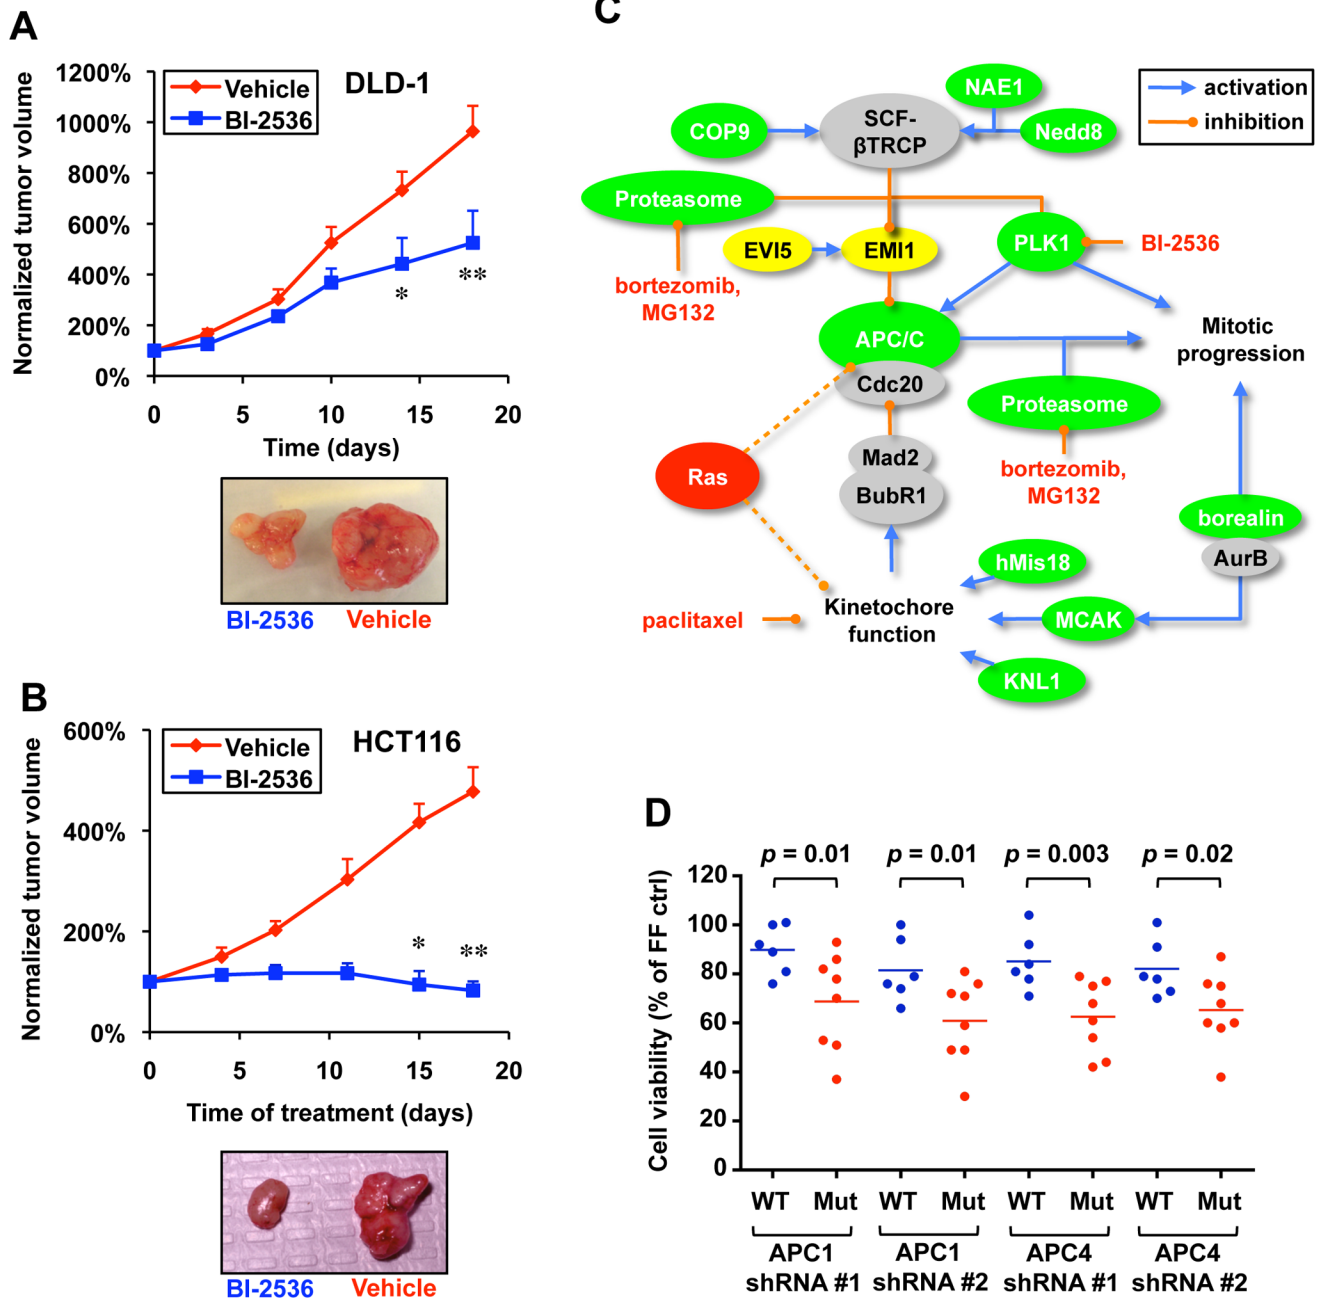 A
DLD-1
Vehicle
BI-2536
Normalized tumor volume
1200%
1000%
800%
600%
400%
200%
0%
*
**
0
5
10
15
20
Time (days)
BI-2536
Vehicle
B
HCT116
Vehicle
BI-2536
Normalized tumor volume
600%
400%
200%
0%
*
**
0
5
10
15
20
Time of treatment (days)
BI-2536
Vehicle
C
activation
inhibition
NAE1
COP9
SCF-
βTRCP
Nedd8
Proteasome
EVI5
EMI1
PLK1
BI-2536
bortezomib,
MG132
APC/C
Cdc20
Mitotic
progression
Proteasome
bortezomib,
MG132
Ras
Mad2
BubR1
borealin
AurB
hMis18
paclitaxel
Kinetochore
function
MCAK
KNL1
D
p = 0.01
p = 0.01
p = 0.003
p = 0.02
Cell viability (% of FF ctrl)
120
100
80
60
40
20
0
WT
Mut
WT
Mut
WT
Mut
WT
Mut
APC1
shRNA #1
APC1
shRNA #2
APC4
shRNA #1
APC4
shRNA #2